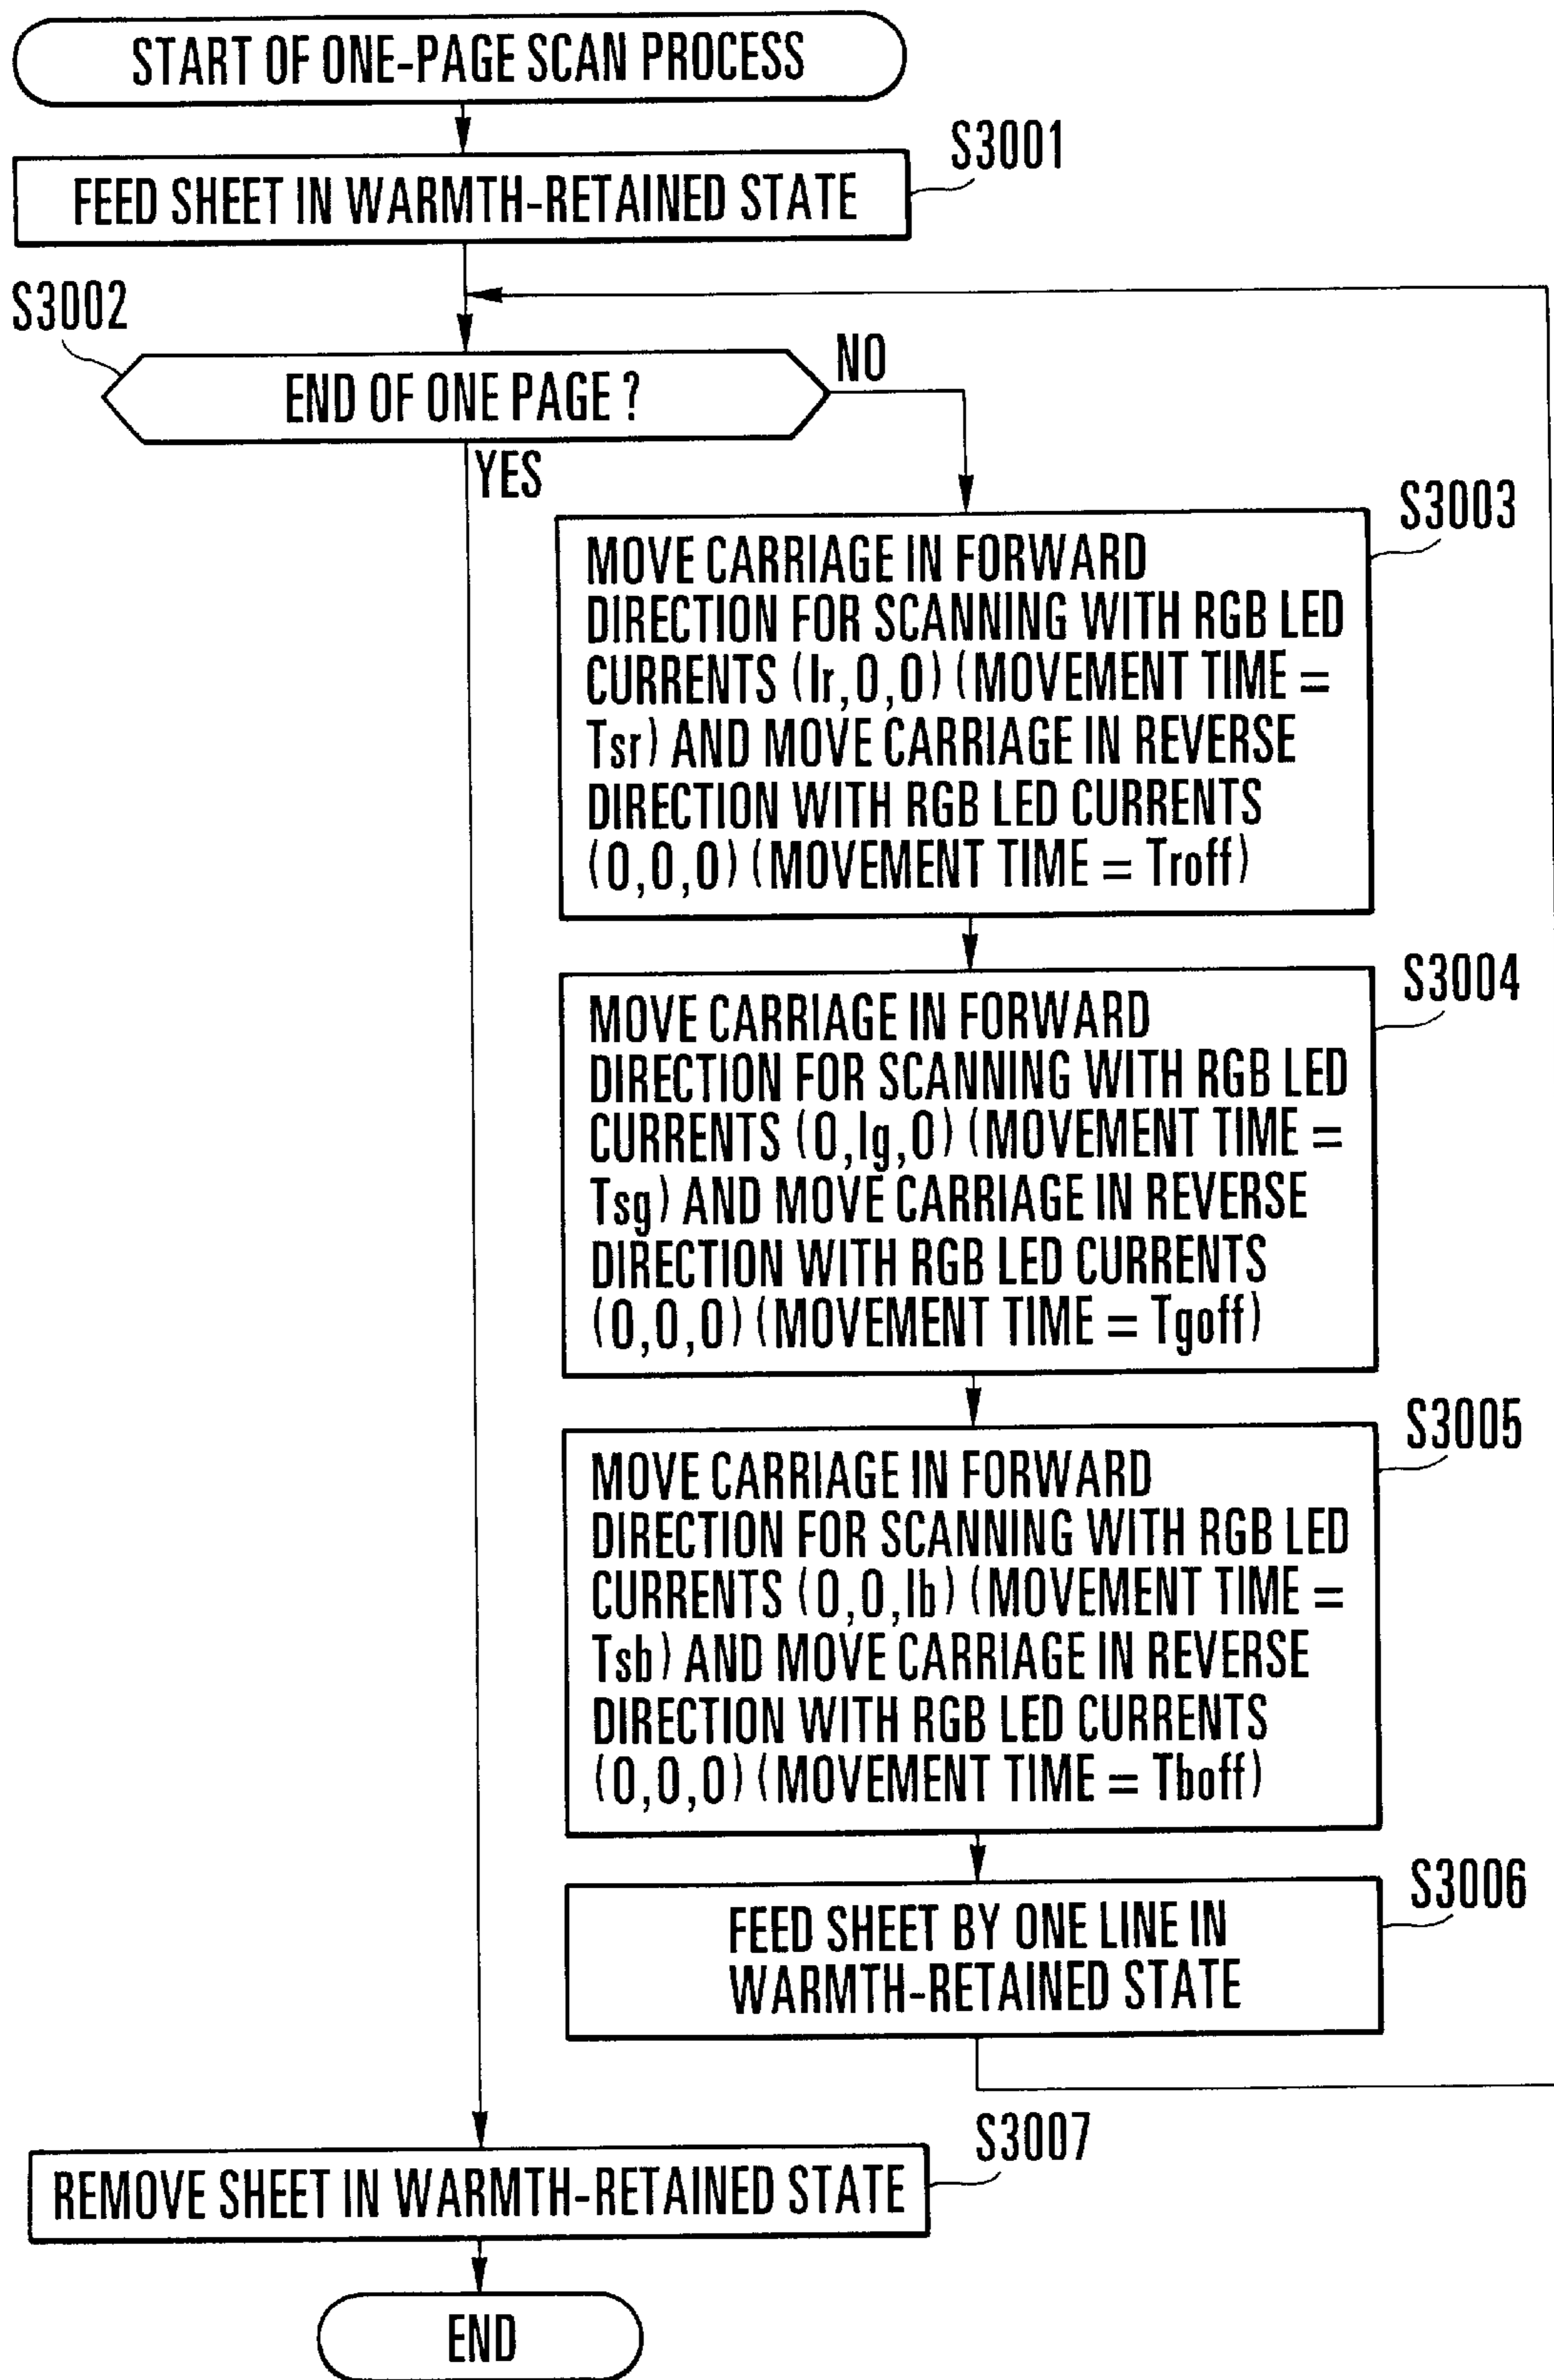 START OF ONE-PAGE SCAN PROCESS
S3001
FEED SHEET IN WARMTH-RETAINED STATE
S3002
END OF ONE PAGE ?
NO
YES
S3003
MOVE CARRIAGE IN FORWARD
DIRECTION FOR SCANNING WITH RGB LED
CURRENTS (Ir,0,0) (MOVEMENT TIME =
Tsr) AND MOVE CARRIAGE IN REVERSE
DIRECTION WITH RGB LED CURRENTS
(0,0,0) (MOVEMENT TIME = Troff)
S3004
MOVE CARRIAGE IN FORWARD
DIRECTION FOR SCANNING WITH RGB LED
CURRENTS (0,Ig,0) (MOVEMENT TIME =
Tsg) AND MOVE CARRIAGE IN REVERSE
DIRECTION WITH RGB LED CURRENTS
(0,0,0) (MOVEMENT TIME = Tgoff)
S3005
MOVE CARRIAGE IN FORWARD
DIRECTION FOR SCANNING WITH RGB LED
CURRENTS (0,0,Ib) (MOVEMENT TIME =
Tsb) AND MOVE CARRIAGE IN REVERSE
DIRECTION WITH RGB LED CURRENTS
(0,0,0) (MOVEMENT TIME = Tboff)
S3006
FEED SHEET BY ONE LINE IN
WARMTH-RETAINED STATE
S3007
REMOVE SHEET IN WARMTH-RETAINED STATE
END